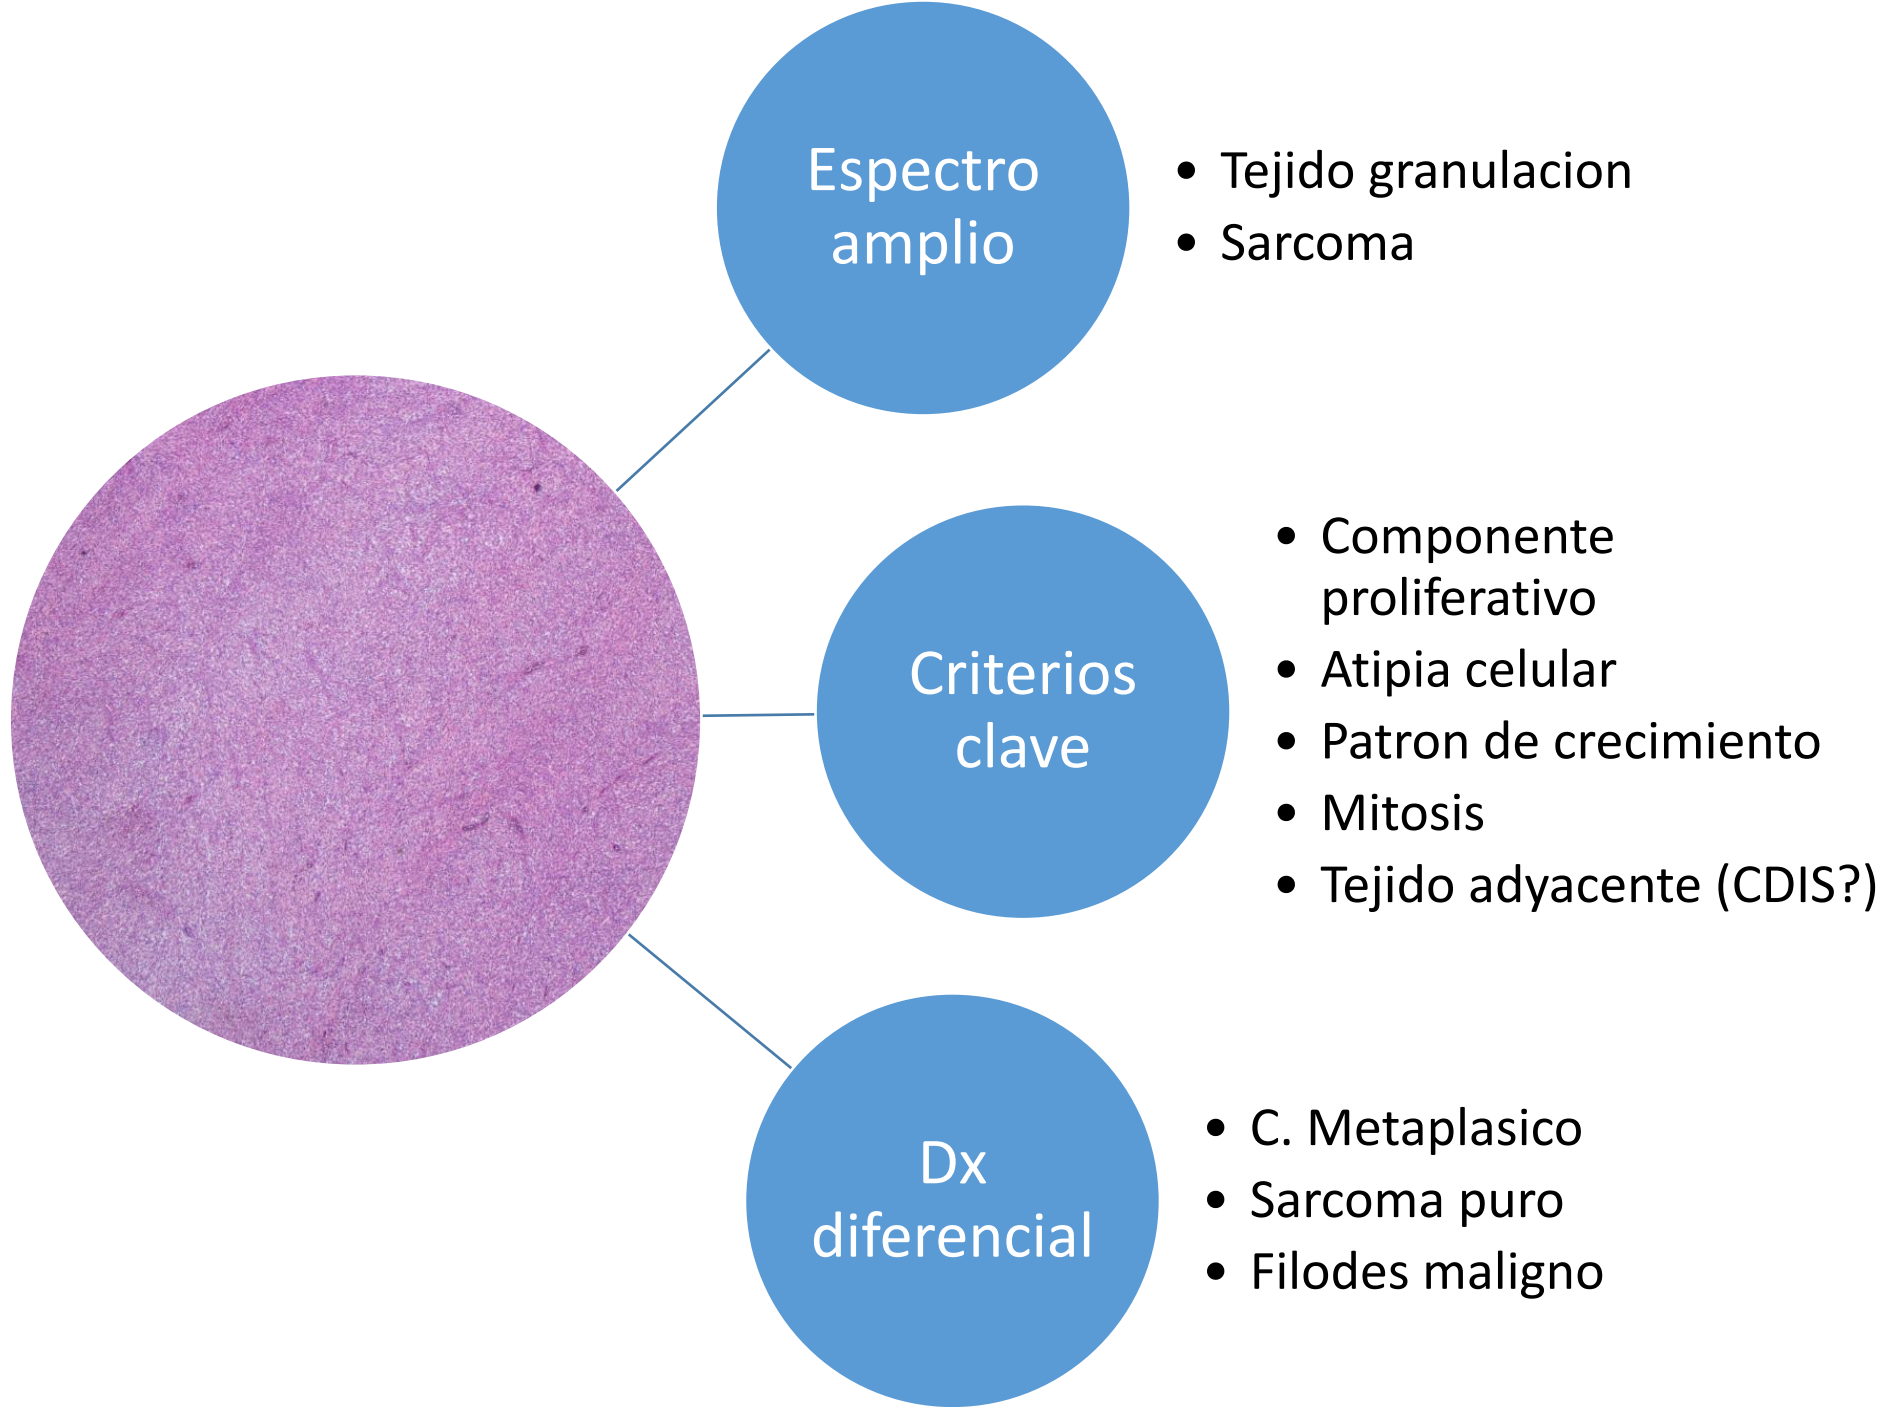 Espectro
amplio
• Tejido granulacion
• Sarcoma
Criterios
clave
• Componente
proliferativo
• Atipia celular
• Patron de crecimiento
• Mitosis
• Tejido adyacente (CDIS?)
Dx
diferencial
• C. Metaplasico
• Sarcoma puro
• Filodes maligno